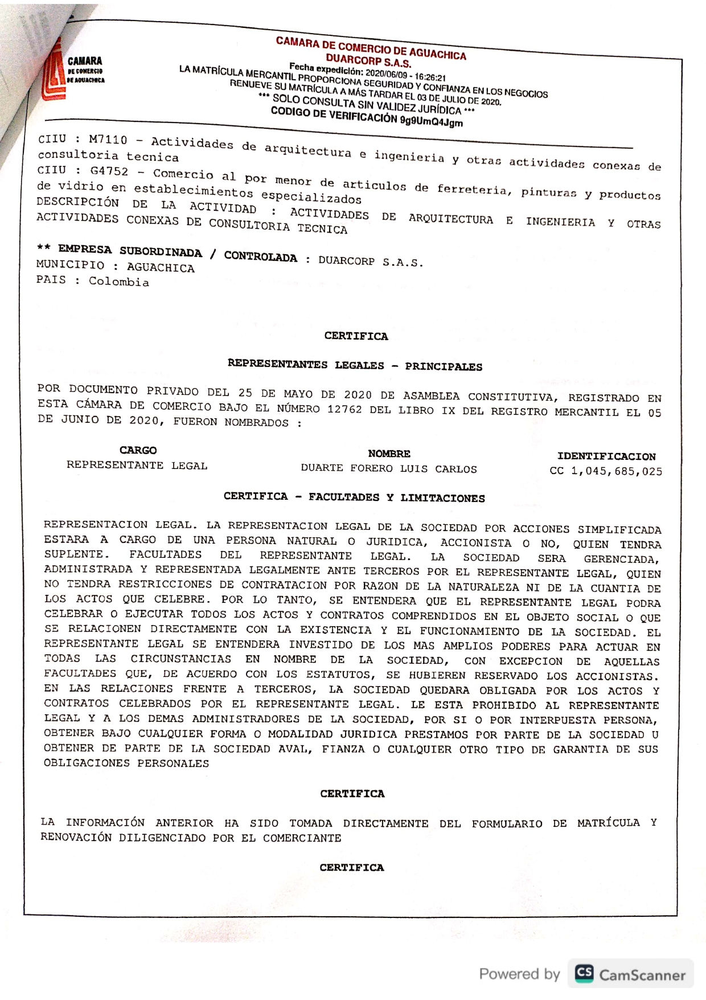 CAMARA
DE COMERCIO
DE AGUACHICA
CAMARA DE COMERCIO DE AGUACHICA
DUARCORP S.A.S.
Fecha expedición: 2020/06/09 - 16:26:21
LA MATRÍCULA MERCANTIL PROPORCIONA SEGURIDAD Y CONFIANZA EN LOS NEGOCIOS
RENUEVE SU MATRÍCULA A MÁS TARDAR EL 03 DE JULIO DE 2020.
*** SOLO CONSULTA SIN VALIDEZ JURÍDICA ***
CODIGO DE VERIFICACIÓN 9g9UmQ4Jgm
CIIU : M7110 - Actividades de arquitectura e ingenieria y otras actividades conexas de
consultoria tecnica
CIIU : G4752 - Comercio al por menor de articulos de ferreteria, pinturas y productos
de vidrio en establecimientos especializados
DESCRIPCIÓN DE LA ACTIVIDAD : ACTIVIDADES DE ARQUITECTURA E INGENIERIA Y OTRAS
ACTIVIDADES CONEXAS DE CONSULTORIA TECNICA
** EMPRESA SUBORDINADA / CONTROLADA : DUARCORP S.A.S.
MUNICIPIO : AGUACHICA
PAIS : Colombia
CERTIFICA
REPRESENTANTES LEGALES - PRINCIPALES
POR DOCUMENTO PRIVADO DEL 25 DE MAYO DE 2020 DE ASAMBLEA CONSTITUTIVA, REGISTRADO EN
ESTA CÁMARA DE COMERCIO BAJO EL NÚMERO 12762 DEL LIBRO IX DEL REGISTRO MERCANTIL EL 05
DE JUNIO DE 2020, FUERON NOMBRADOS :
CARGO NOMBRE IDENTIFICACION
REPRESENTANTE LEGAL DUARTE FORERO LUIS CARLOS CC 1,045,685,025
CERTIFICA - FACULTADES Y LIMITACIONES
REPRESENTACION LEGAL. LA REPRESENTACION LEGAL DE LA SOCIEDAD POR ACCIONES SIMPLIFICADA
ESTARA A CARGO DE UNA PERSONA NATURAL O JURIDICA, ACCIONISTA O NO, QUIEN TENDRA
SUPLENTE. FACULTADES DEL REPRESENTANTE LEGAL. LA SOCIEDAD SERA GERENCIADA,
ADMINISTRADA Y REPRESENTADA LEGALMENTE ANTE TERCEROS POR EL REPRESENTANTE LEGAL, QUIEN
NO TENDRA RESTRICCIONES DE CONTRATACION POR RAZON DE LA NATURALEZA NI DE LA CUANTIA DE
LOS ACTOS QUE CELEBRE. POR LO TANTO, SE ENTENDERA QUE EL REPRESENTANTE LEGAL PODRA
CELEBRAR O EJECUTAR TODOS LOS ACTOS Y CONTRATOS COMPRENDIDOS EN EL OBJETO SOCIAL O QUE
SE RELACIONEN DIRECTAMENTE CON LA EXISTENCIA Y EL FUNCIONAMIENTO DE LA SOCIEDAD. EL
REPRESENTANTE LEGAL SE ENTENDERA INVESTIDO DE LOS MAS AMPLIOS PODERES PARA ACTUAR EN
TODAS LAS CIRCUNSTANCIAS EN NOMBRE DE LA SOCIEDAD, CON EXCEPCION DE AQUELLAS
FACULTADES QUE, DE ACUERDO CON LOS ESTATUTOS, SE HUBIEREN RESERVADO LOS ACCIONISTAS.
EN LAS RELACIONES FRENTE A TERCEROS, LA SOCIEDAD QUEDARA OBLIGADA POR LOS ACTOS Y
CONTRATOS CELEBRADOS POR EL REPRESENTANTE LEGAL. LE ESTA PROHIBIDO AL REPRESENTANTE
LEGAL Y A LOS DEMAS ADMINISTRADORES DE LA SOCIEDAD, POR SI O POR INTERPUESTA PERSONA,
OBTENER BAJO CUALQUIER FORMA O MODALIDAD JURIDICA PRESTAMOS POR PARTE DE LA SOCIEDAD U
OBTENER DE PARTE DE LA SOCIEDAD AVAL, FIANZA O CUALQUIER OTRO TIPO DE GARANTIA DE SUS
OBLIGACIONES PERSONALES
CERTIFICA
LA INFORMACIÓN ANTERIOR HA SIDO TOMADA DIRECTAMENTE DEL FORMULARIO DE MATRÍCULA Y
RENOVACIÓN DILIGENCIADO POR EL COMERCIANTE
CERTIFICA
Powered by CS CamScanner